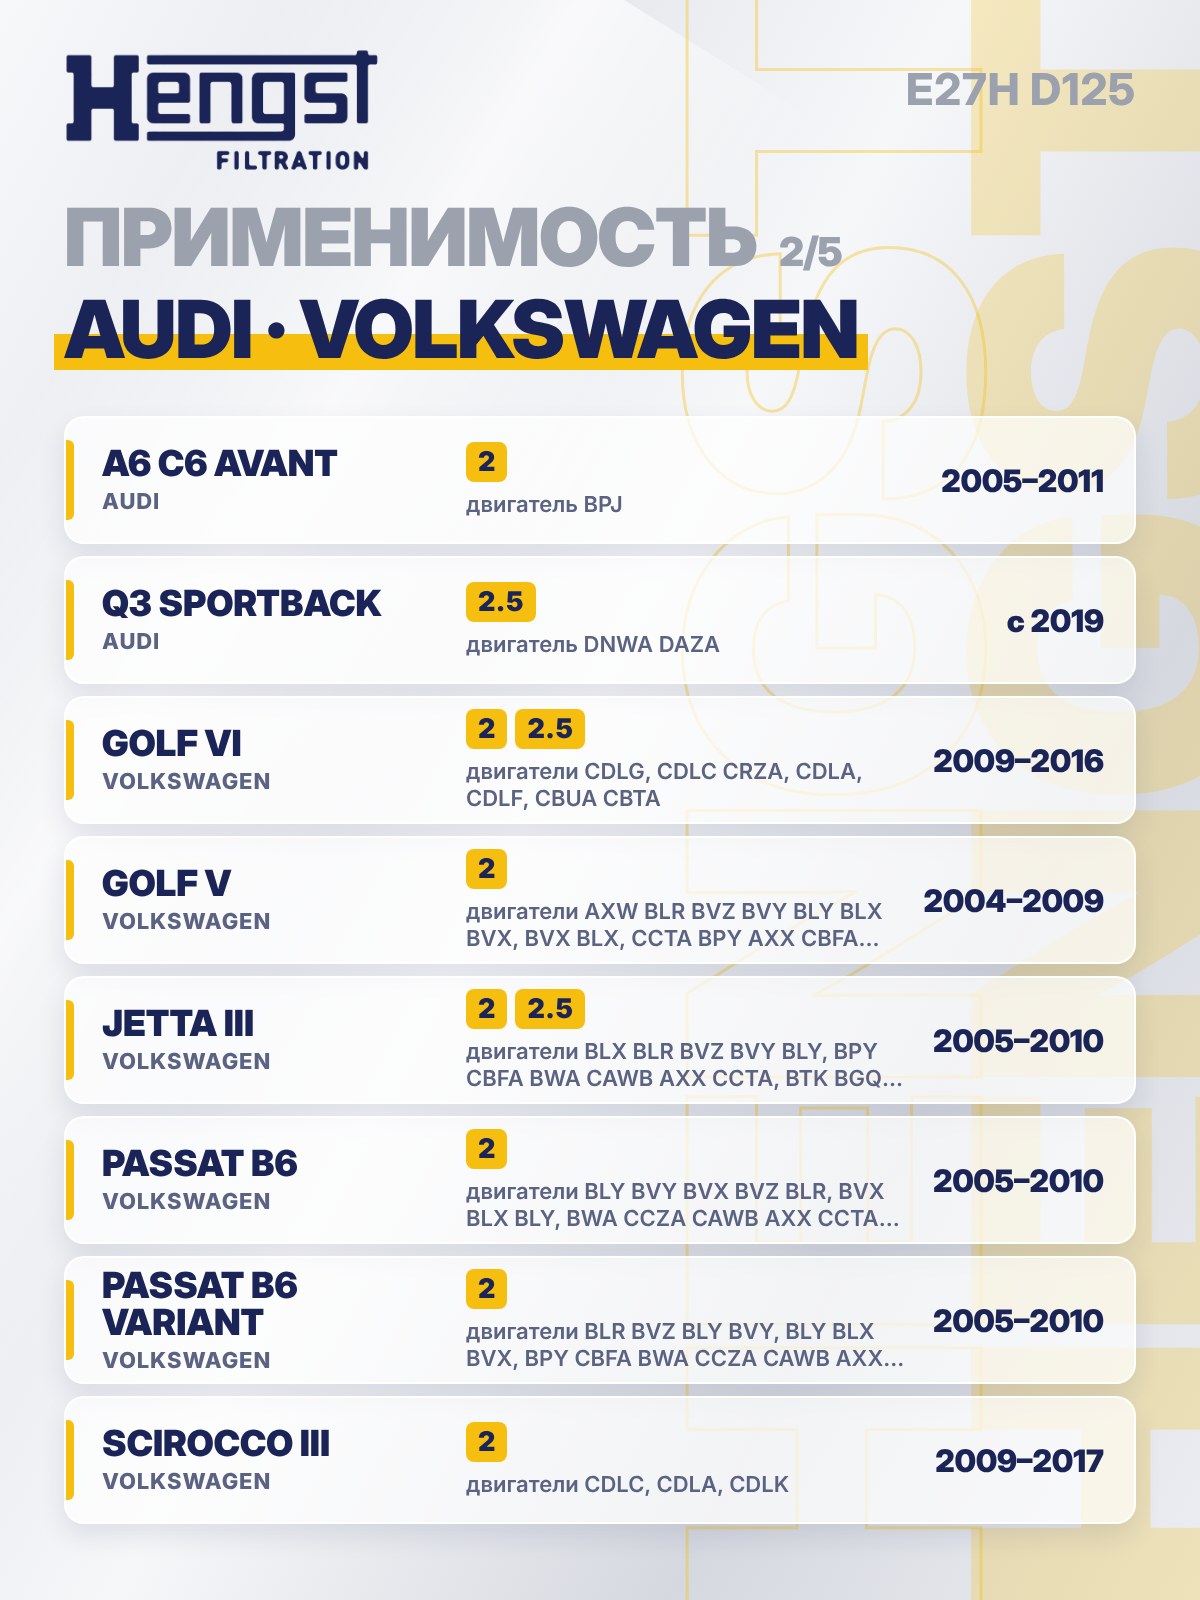 Hengst
FILTRATION
E27H D125
ПРИМЕНИМОСТЬ 2/5
AUDI · VOLKSWAGEN
A6 C6 AVANT
AUDI
2
двигатель BPJ
2005–2011
Q3 SPORTBACK
AUDI
2.5
двигатель DNWA DAZA
с 2019
GOLF VI
VOLKSWAGEN
2 2.5
двигатели CDLG, CDLC CRZA, CDLA,
CDLF, CBUA CBTA
2009–2016
GOLF V
VOLKSWAGEN
2
двигатели AXW BLR BVZ BVY BLY BLX
BVX, BVX BLX, CCTA BPY AXX CBFA...
2004–2009
JETTA III
VOLKSWAGEN
2 2.5
двигатели BLX BLR BVZ BVY BLY, BPY
CBFA BWA CAWB AXX CCTA, BTK BGQ...
2005–2010
PASSAT B6
VOLKSWAGEN
2
двигатели BLY BVY BVX BVZ BLR, BVX
BLX BLY, BWA CCZA CAWB AXX CCTA...
2005–2010
PASSAT B6
VARIANT
VOLKSWAGEN
2
двигатели BLR BVZ BLY BVY, BLY BLX
BVX, BPY CBFA BWA CCZA CAWB AXX...
2005–2010
SCIROCCO III
VOLKSWAGEN
2
двигатели CDLC, CDLA, CDLK
2009–2017
HENGST
HENGST